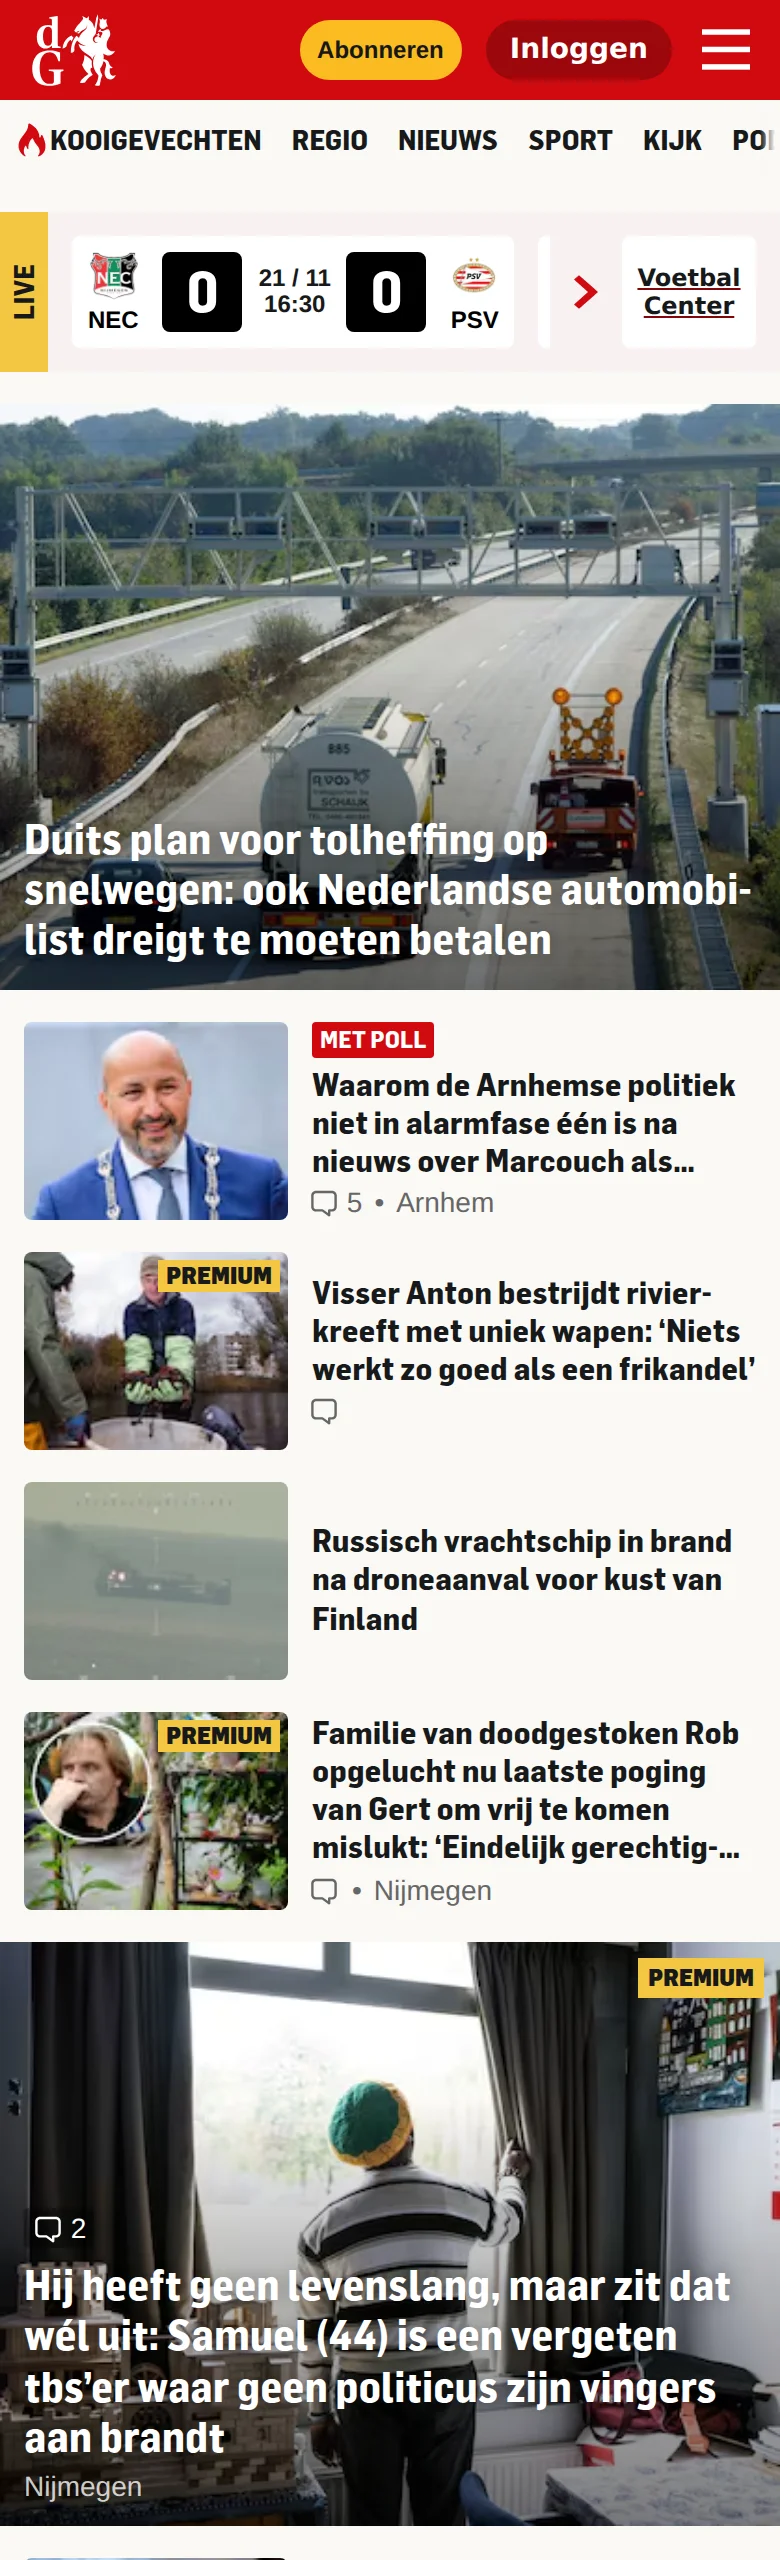 dG
Abonneren
Inloggen
KOOIGEVECHTEN REGIO NIEUWS SPORT KIJK
LIVE
NEC
NEC
0
21 / 11
16:30
0
PSV
PSV
Voetbal
Center
885
SCHAIJK
Duits plan voor tolheffing op
snelwegen: ook Nederlandse automobi-
list dreigt te moeten betalen
MET POLL
Waarom de Arnhemse politiek
niet in alarmfase één is na
nieuws over Marcouch als...
5 • Arnhem
PREMIUM
Visser Anton bestrijdt rivier-
kreeft met uniek wapen: ‘Niets
werkt zo goed als een frikandel’
Russisch vrachtschip in brand
na droneaanval voor kust van
Finland
PREMIUM
Familie van doodgestoken Rob
opgelucht nu laatste poging
van Gert om vrij te komen
mislukt: ‘Eindelijk gerechtig-...
• Nijmegen
PREMIUM
2
Hij heeft geen levenslang, maar zit dat
wél uit: Samuel (44) is een vergeten
tbs’er waar geen politicus zijn vingers
aan brandt
Nijmegen